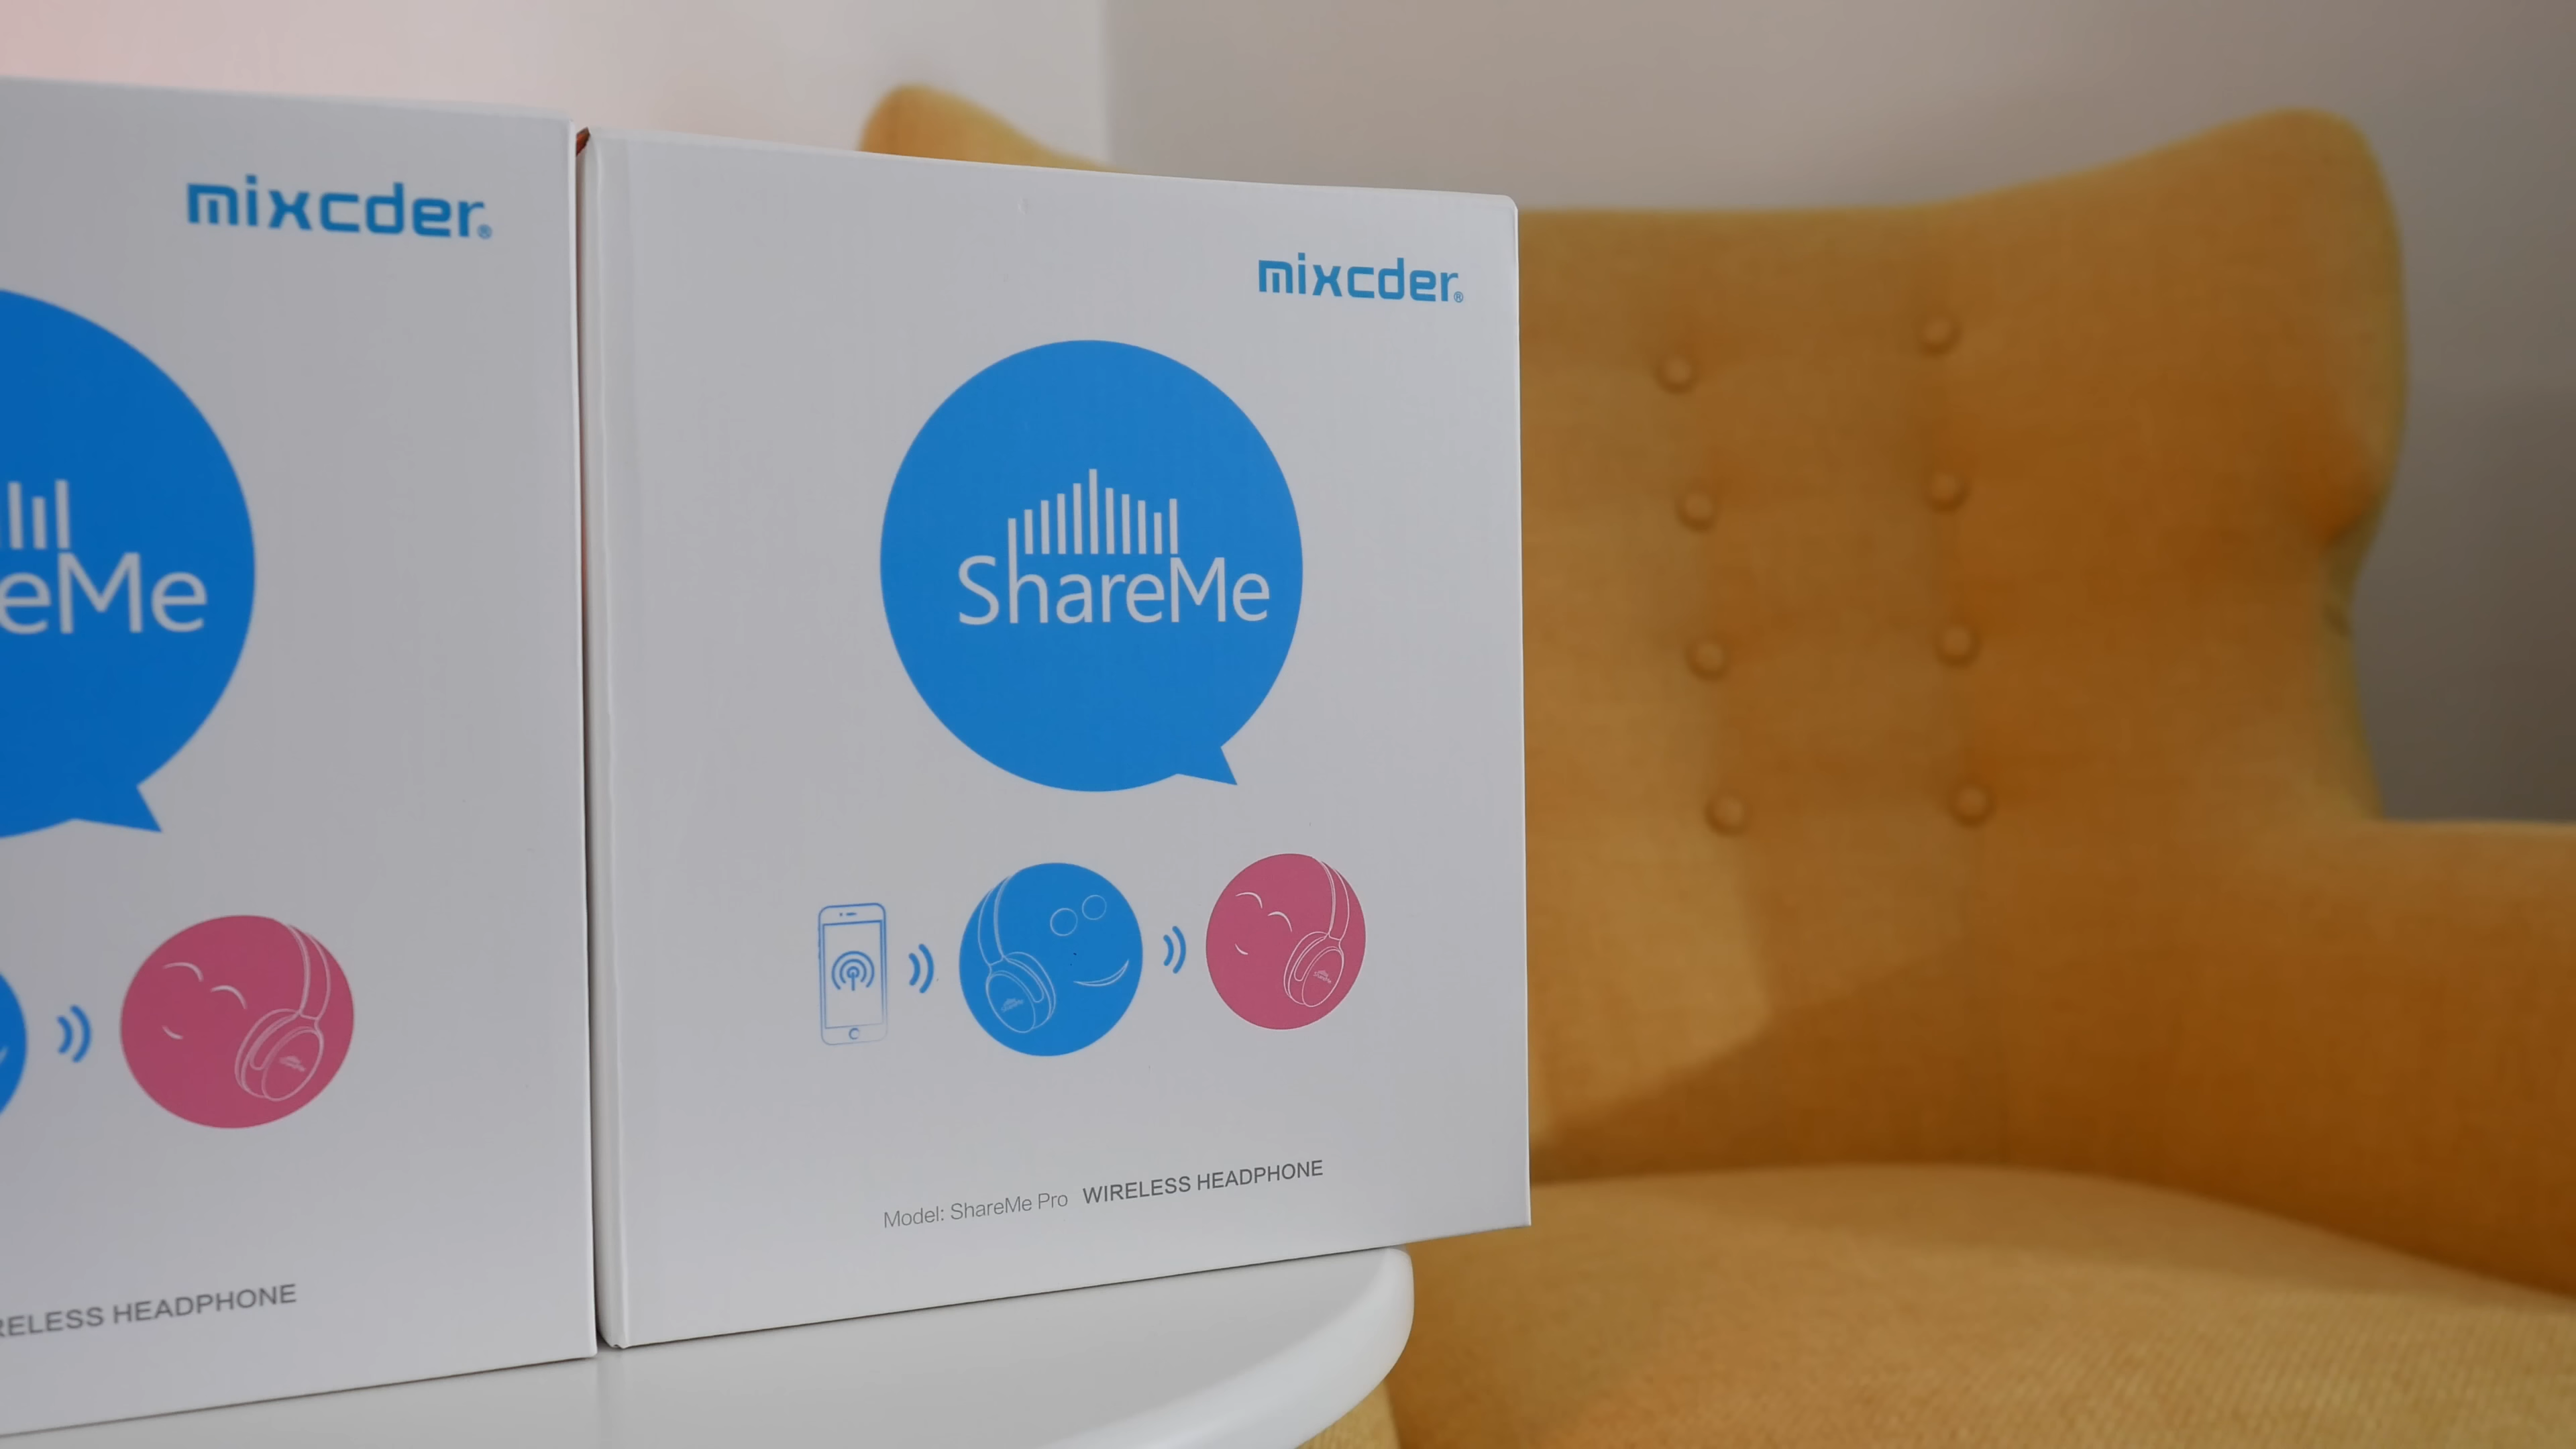 mixcder®
eMe
RELESS HEADPHONE
mixcder®
ShareMe
Model: ShareMe Pro WIRELESS HEADPHONE